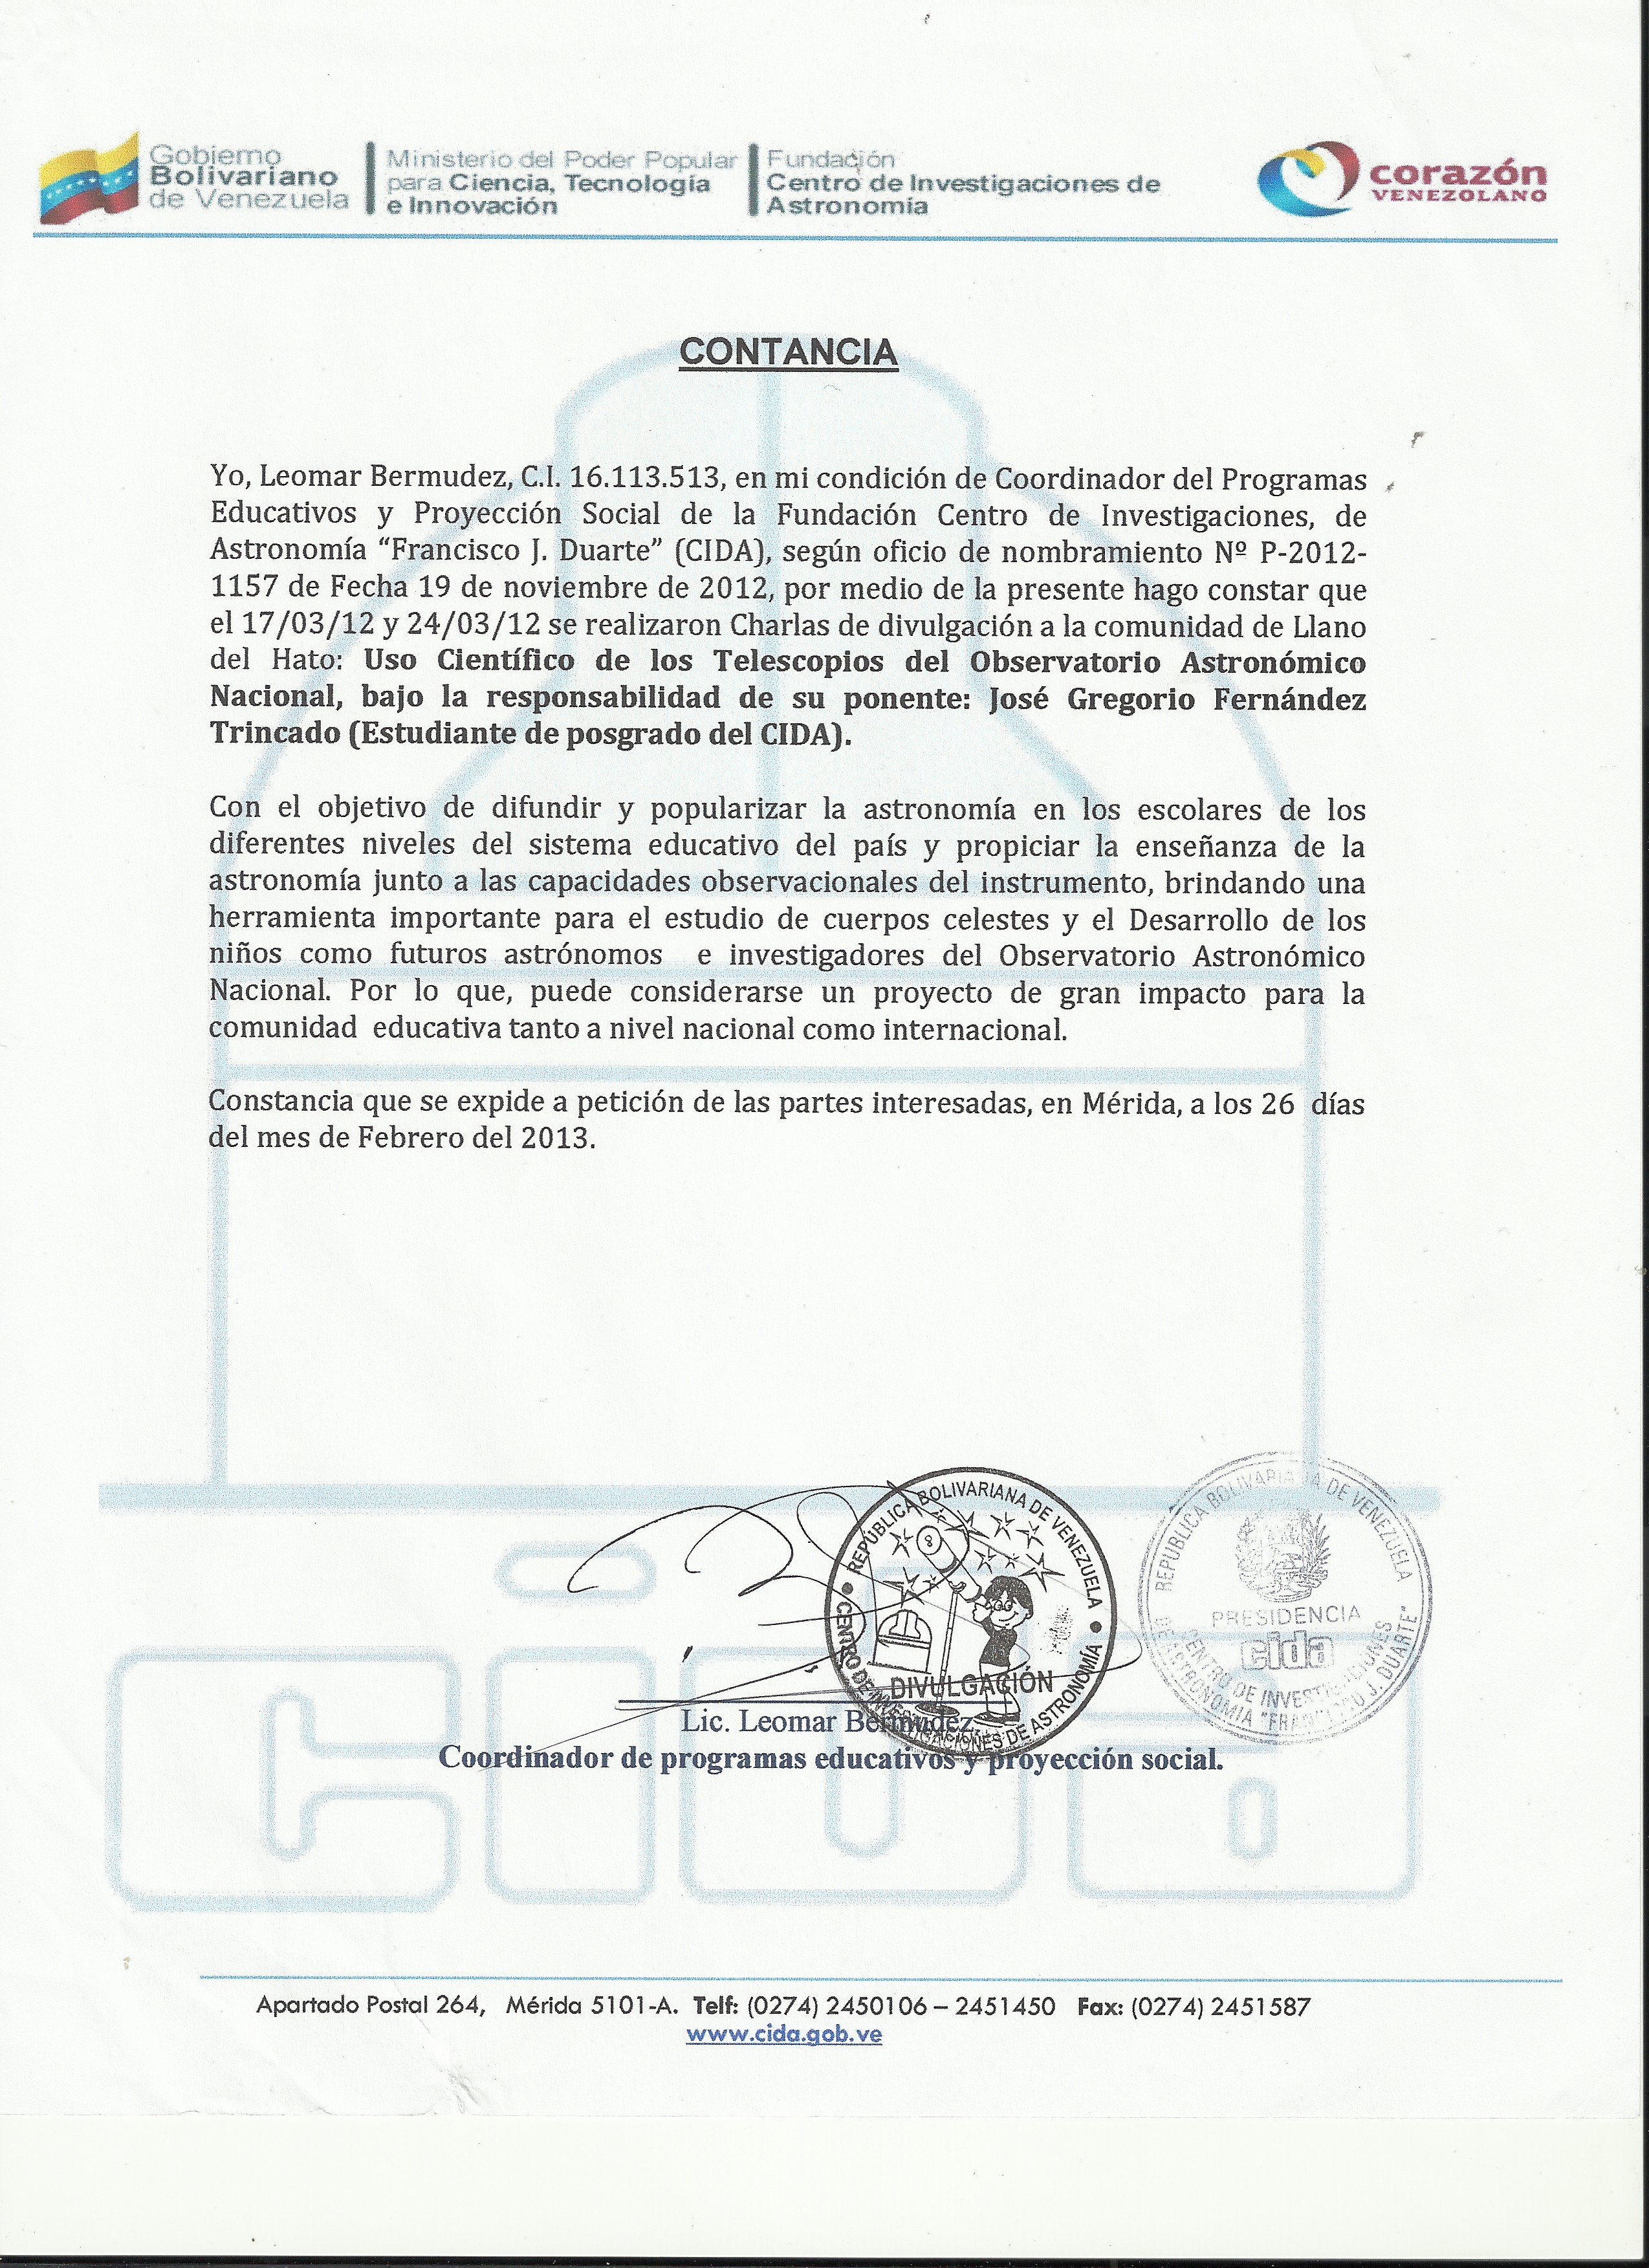 Gobierno
Bolivariano
de Venezuela
Ministerio del Poder Popular
para Ciencia, Tecnología
e Innovación
Fundación
Centro de Investigaciones de
Astronomía
corazón
VENEZOLANO
CONTANCIA
Yo, Leomar Bermudez, C.I. 16.113.513, en mi condición de Coordinador del Programas
Educativos y Proyección Social de la Fundación Centro de Investigaciones, de
Astronomía “Francisco J. Duarte” (CIDA), según oficio de nombramiento Nº P-2012-
1157 de Fecha 19 de noviembre de 2012, por medio de la presente hago constar que
el 17/03/12 y 24/03/12 se realizaron Charlas de divulgación a la comunidad de Llano
del Hato: Uso Científico de los Telescopios del Observatorio Astronómico
Nacional, bajo la responsabilidad de su ponente: José Gregorio Fernández
Trincado (Estudiante de posgrado del CIDA).
Con el objetivo de difundir y popularizar la astronomía en los escolares de los
diferentes niveles del sistema educativo del país y propiciar la enseñanza de la
astronomía junto a las capacidades observacionales del instrumento, brindando una
herramienta importante para el estudio de cuerpos celestes y el Desarrollo de los
niños como futuros astrónomos e investigadores del Observatorio Astronómico
Nacional. Por lo que, puede considerarse un proyecto de gran impacto para la
comunidad educativa tanto a nivel nacional como internacional.
Constancia que se expide a petición de las partes interesadas, en Mérida, a los 26 días
del mes de Febrero del 2013.
REPÚBLICA BOLIVARIANA DE VENEZUELA
CENTRO DE INVESTIGACIONES DE ASTRONOMÍA
DIVULGACIÓN
REPUBLICA BOLIVARIANA DE VENEZUELA
PRESIDENCIA
cida
CENTRO DE INVESTIGACIONES
DE ASTRONOMIA "FRANCISCO J. DUARTE"
Lic. Leomar Bermudez
Coordinador de programas educativos y proyección social.
cida
Apartado Postal 264, Mérida 5101-A. Telf: (0274) 2450106 – 2451450 Fax: (0274) 2451587
www.cida.gob.ve